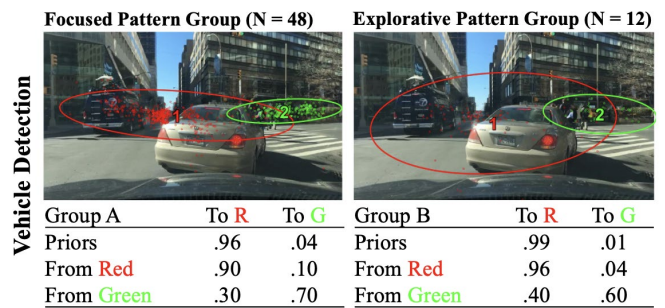 Vehicle Detection
Focused Pattern Group (N = 48)
1
2
Group A To R To G
Priors .96 .04
From Red .90 .10
From Green .30 .70
Explorative Pattern Group (N = 12)
1
2
Group B To R To G
Priors .99 .01
From Red .96 .04
From Green .40 .60